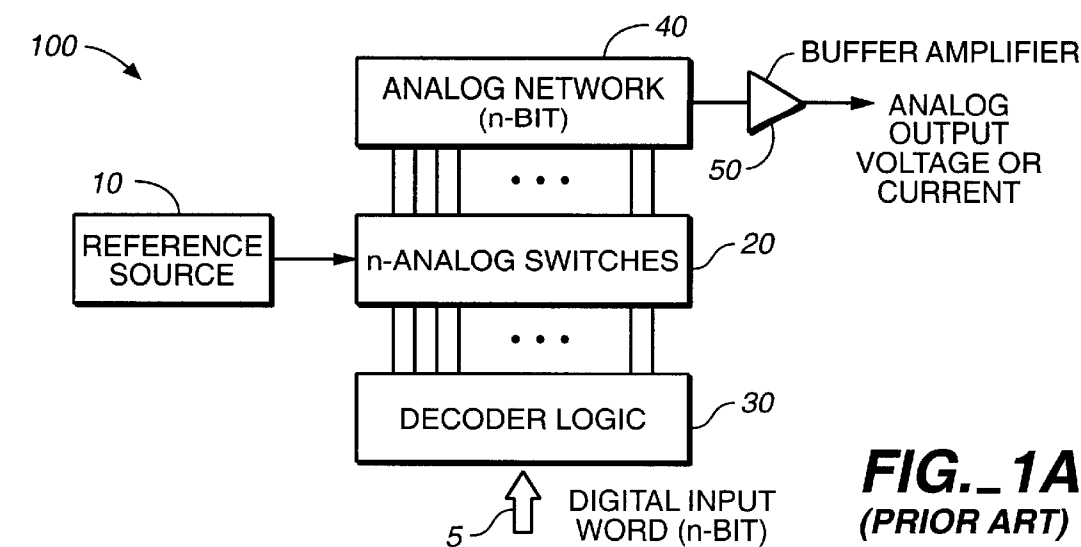 100
40
ANALOG NETWORK
(n-BIT)
BUFFER AMPLIFIER
50
ANALOG
OUTPUT
VOLTAGE OR
CURRENT
10
REFERENCE
SOURCE
n-ANALOG SWITCHES
20
DECODER LOGIC
30
5
DIGITAL INPUT
WORD (n-BIT)
FIG._1A
(PRIOR ART)